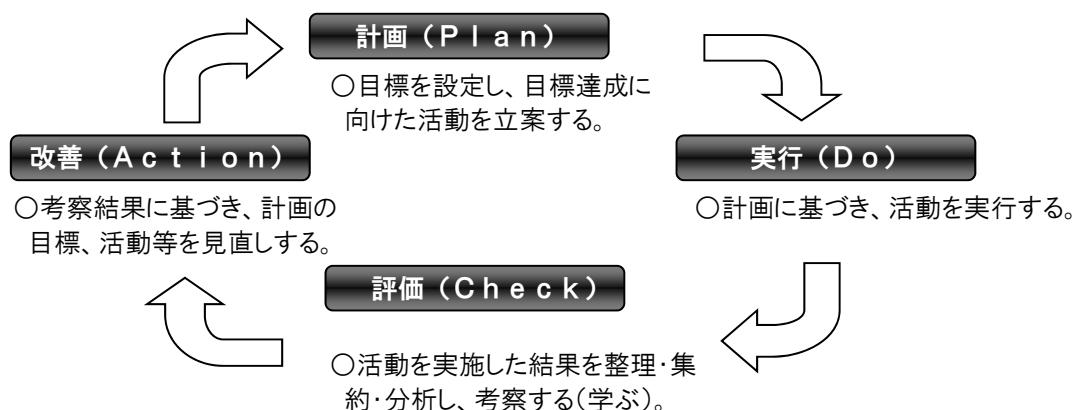 計画（Ｐｌａｎ）
○目標を設定し、目標達成に
向けた活動を立案する。
改善（Ａｃｔｉｏｎ）
○考察結果に基づき、計画の
目標、活動等を見直しする。
実行（Ｄｏ）
○計画に基づき、活動を実行する。
評価（Ｃｈｅｃｋ）
○活動を実施した結果を整理･集
約･分析し、考察する(学ぶ)。